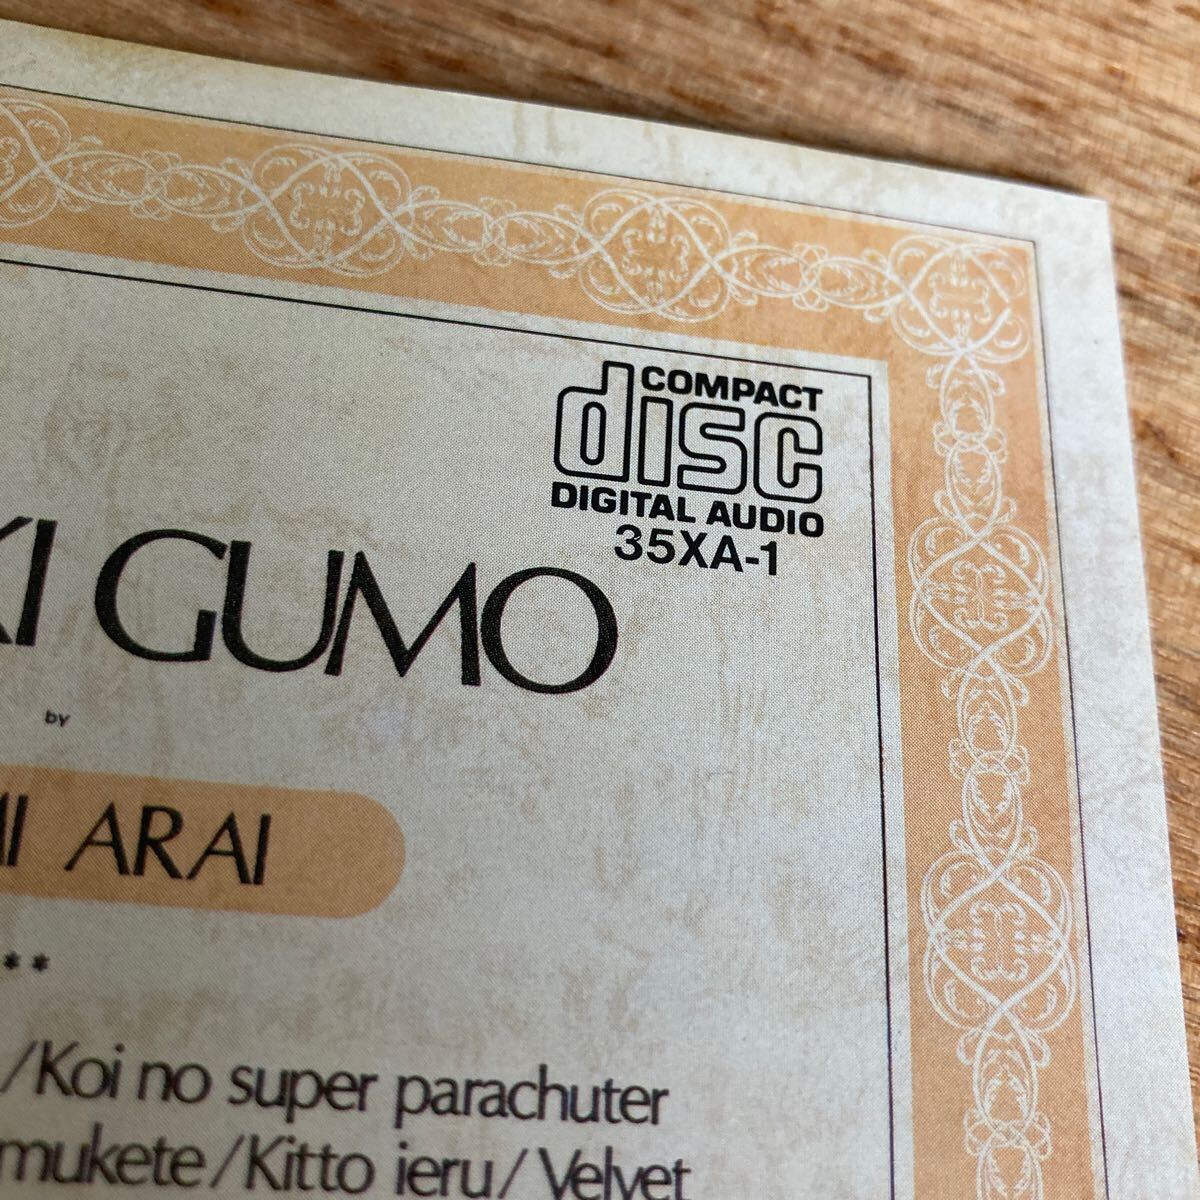 COMPACT
disc
DIGITAL AUDIO
35XA-1
KI GUMO
by
MI ARAI
**
/Koi no super parachuter
mukete/Kitto ieru/Velvet